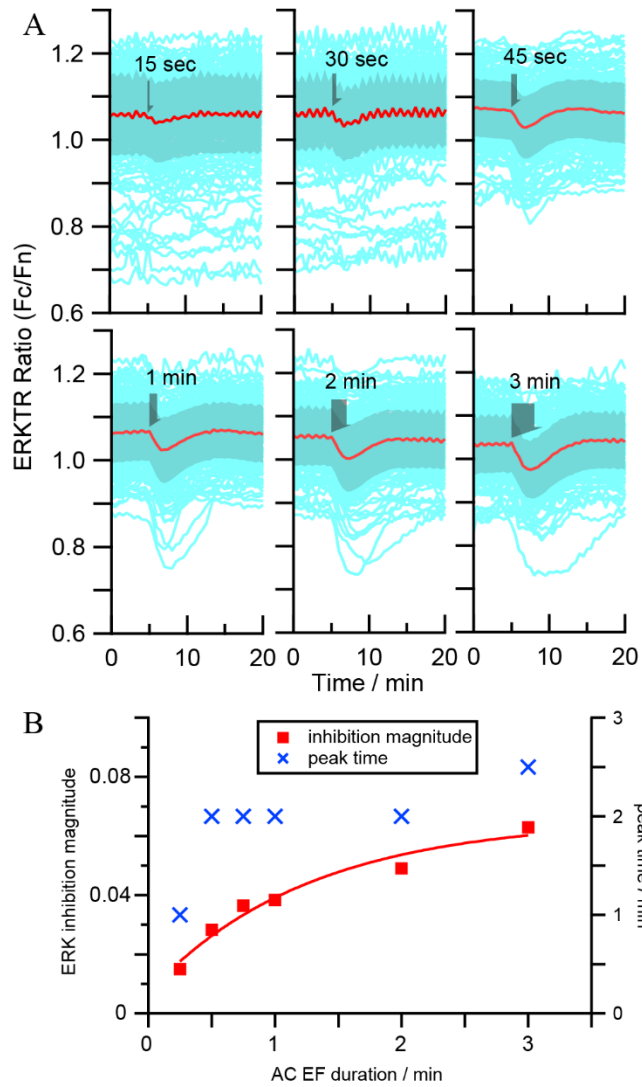 A
15 sec
30 sec
45 sec
1.2
1.0
0.8
0.6
1 min
2 min
3 min
1.2
1.0
0.8
0.6
ERKTR Ratio (Fc/Fn)
0 10 20 0 10 20 0 10 20
Time / min
B
inhibition magnitude
peak time
0.08
0.04
0
ERK inhibition magnitude
3
2
1
0
peak time / min
0 1 2 3
AC EF duration / min